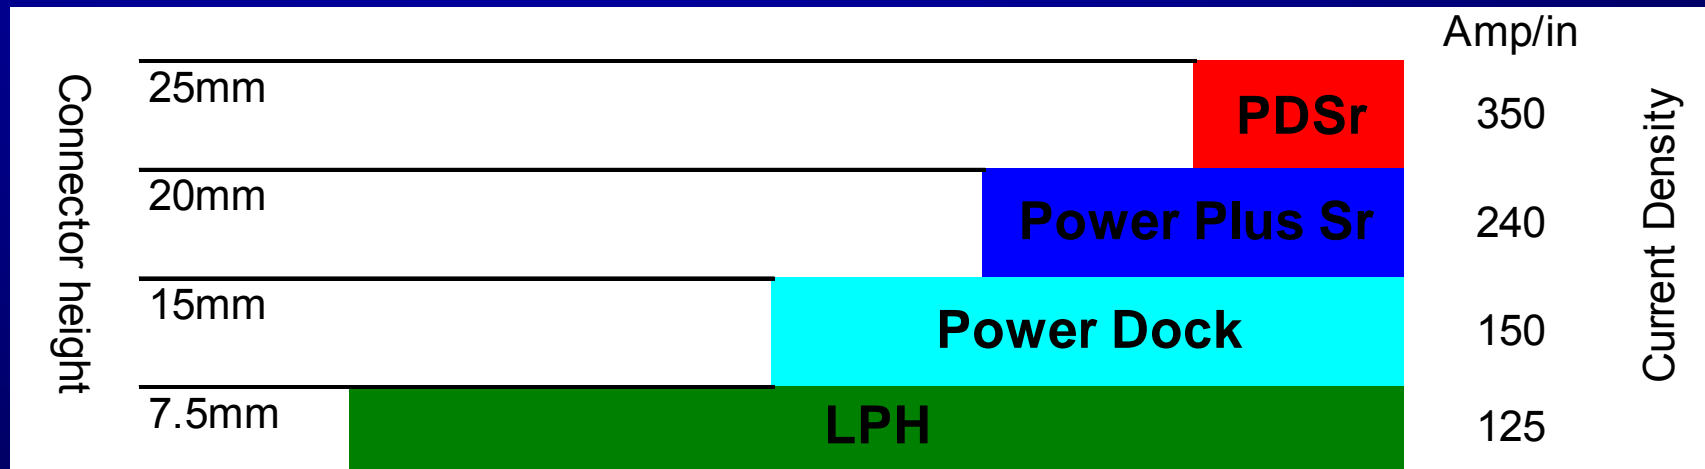 Amp/in
Connector height
25mm
PDSr
350
20mm
Power Plus Sr
240
15mm
Power Dock
150
7.5mm
LPH
125
Current Density